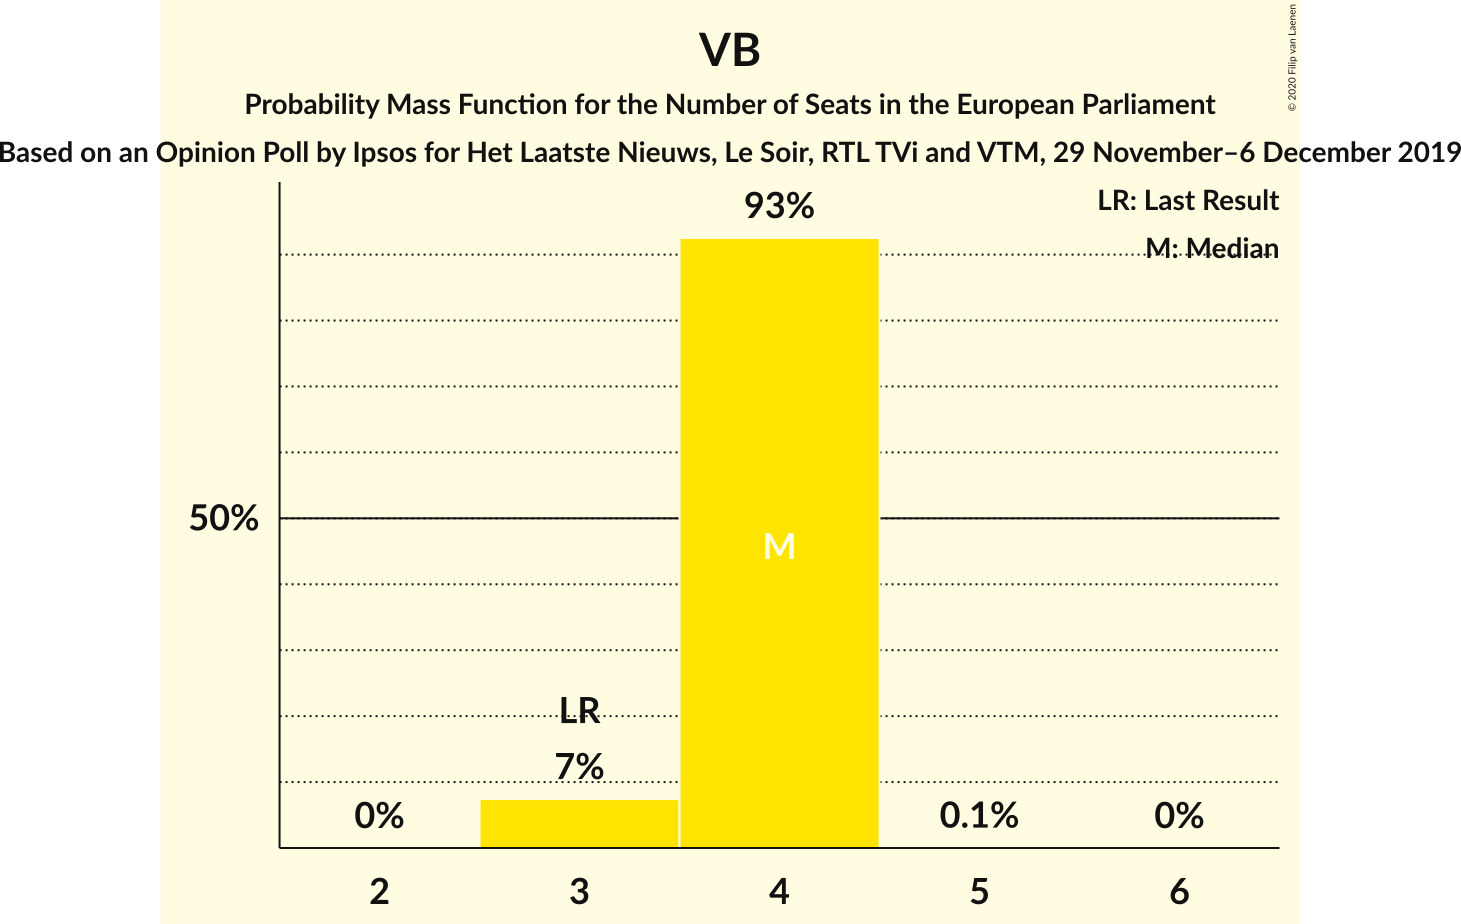 VB
Probability Mass Function for the Number of Seats in the European Parliament
Based on an Opinion Poll by Ipsos for Het Laatste Nieuws, Le Soir, RTL TVi and VTM, 29 November–6 December 2019
© 2020 Filip van Laenen
LR: Last Result
M: Median
93%
50%
M
LR
7%
0%
0.1%
0%
2
3
4
5
6